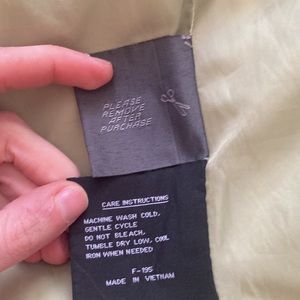 PLEASE
REMOVE
AFTER
PURCHASE
CARE INSTRUCTIONS
MACHINE WASH COLD,
GENTLE CYCLE
DO NOT BLEACH,
TUMBLE DRY LOW, COOL
IRON WHEN NEEDED
F-195
MADE IN VIETNAM